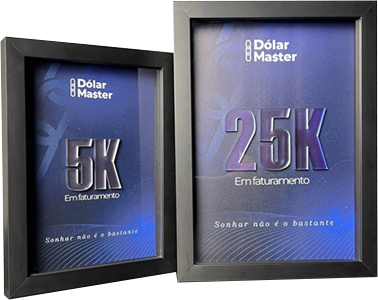 Dólar
Master
5K
Em faturamento
Sonhar não é o bastante
Dólar
Master
25K
Em faturamento
Sonhar não é o bastante